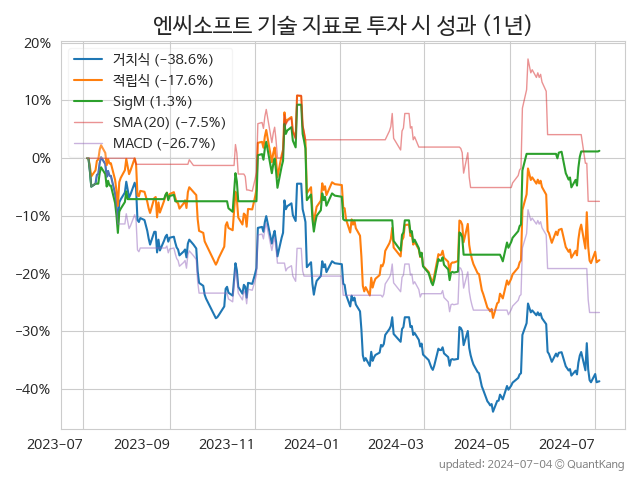 엔씨소프트 기술 지표로 투자 시 성과 (1년)
20%
10%
0%
−10%
−20%
−30%
−40%
거치식 (−38.6%)
적립식 (−17.6%)
SigM (1.3%)
SMA(20) (−7.5%)
MACD (−26.7%)
2023-07
2023-09
2023-11
2024-01
2024-03
2024-05
2024-07
updated: 2024-07-04 © QuantKang